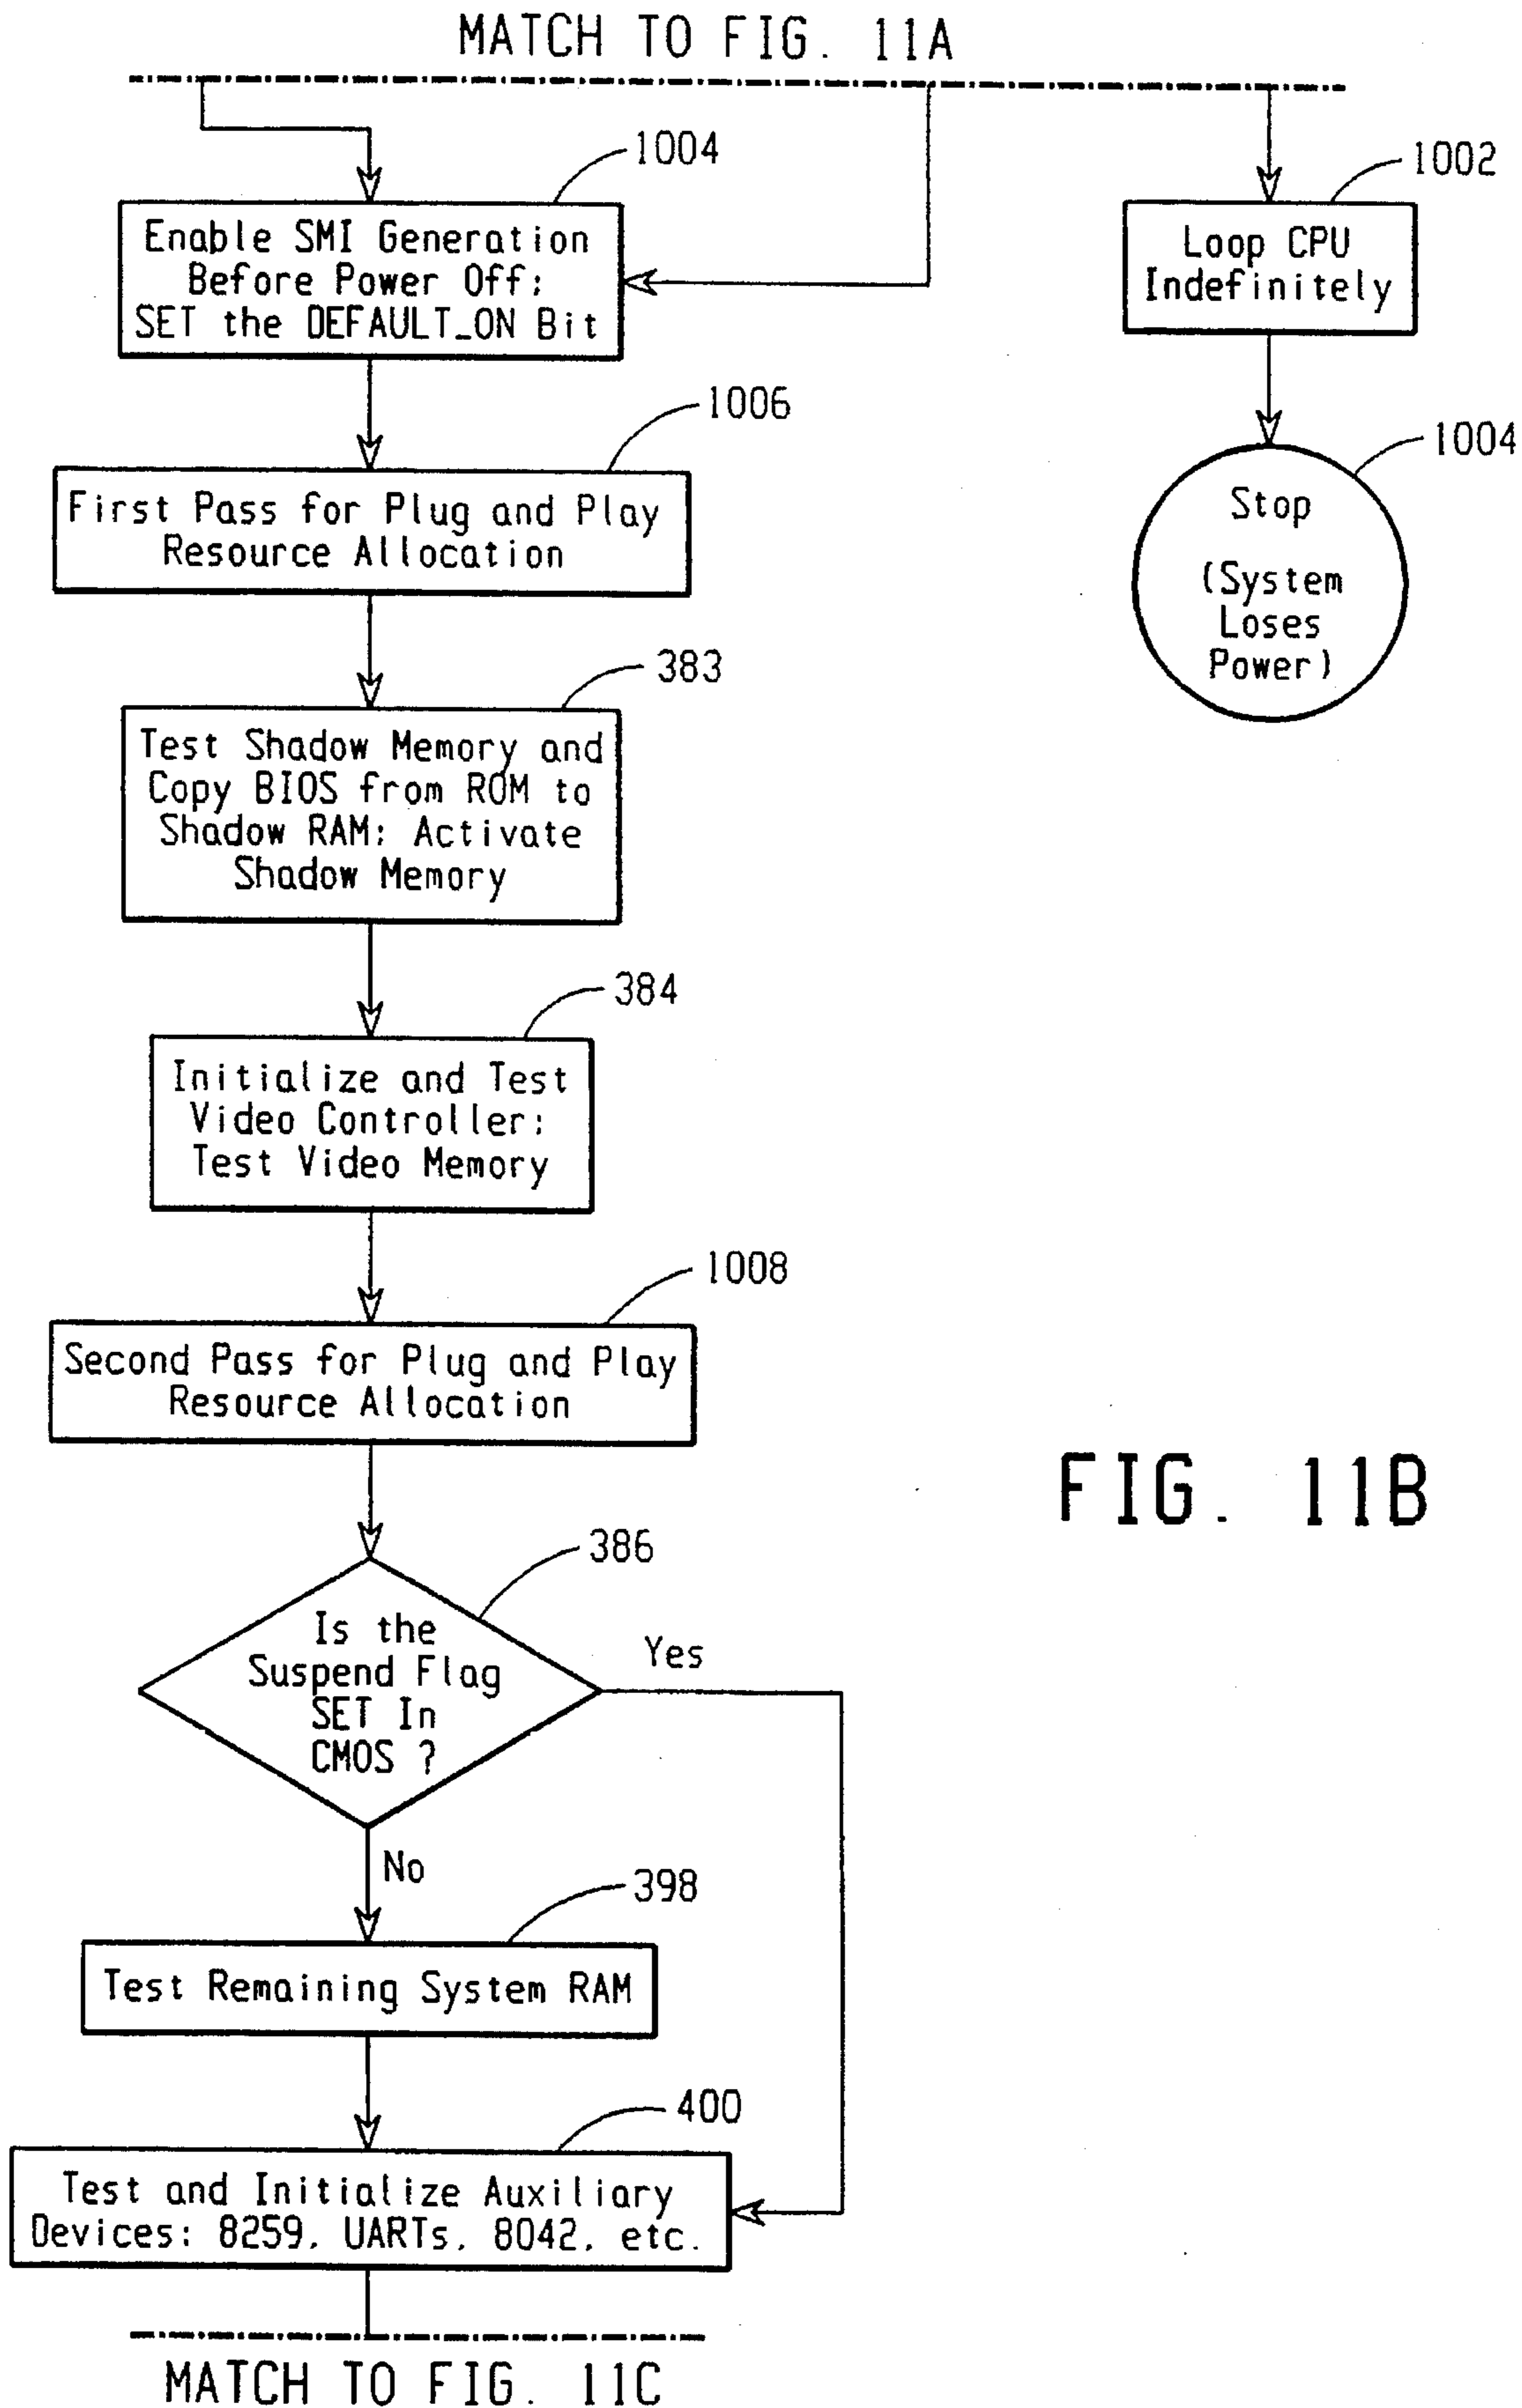 MATCH TO FIG. 11A
1004
Enable SMI Generation
Before Power Off;
SET the DEFAULT_ON Bit
1002
Loop CPU
Indefinitely
1004
Stop
(System
Loses
Power)
1006
First Pass for Plug and Play
Resource Allocation
383
Test Shadow Memory and
Copy BIOS from ROM to
Shadow RAM; Activate
Shadow Memory
384
Initialize and Test
Video Controller;
Test Video Memory
1008
Second Pass for Plug and Play
Resource Allocation
FIG. 11B
386
Is the
Suspend Flag
SET In
CMOS ?
Yes
No
398
Test Remaining System RAM
400
Test and Initialize Auxiliary
Devices: 8259, UARTs, 8042, etc.
MATCH TO FIG. 11C